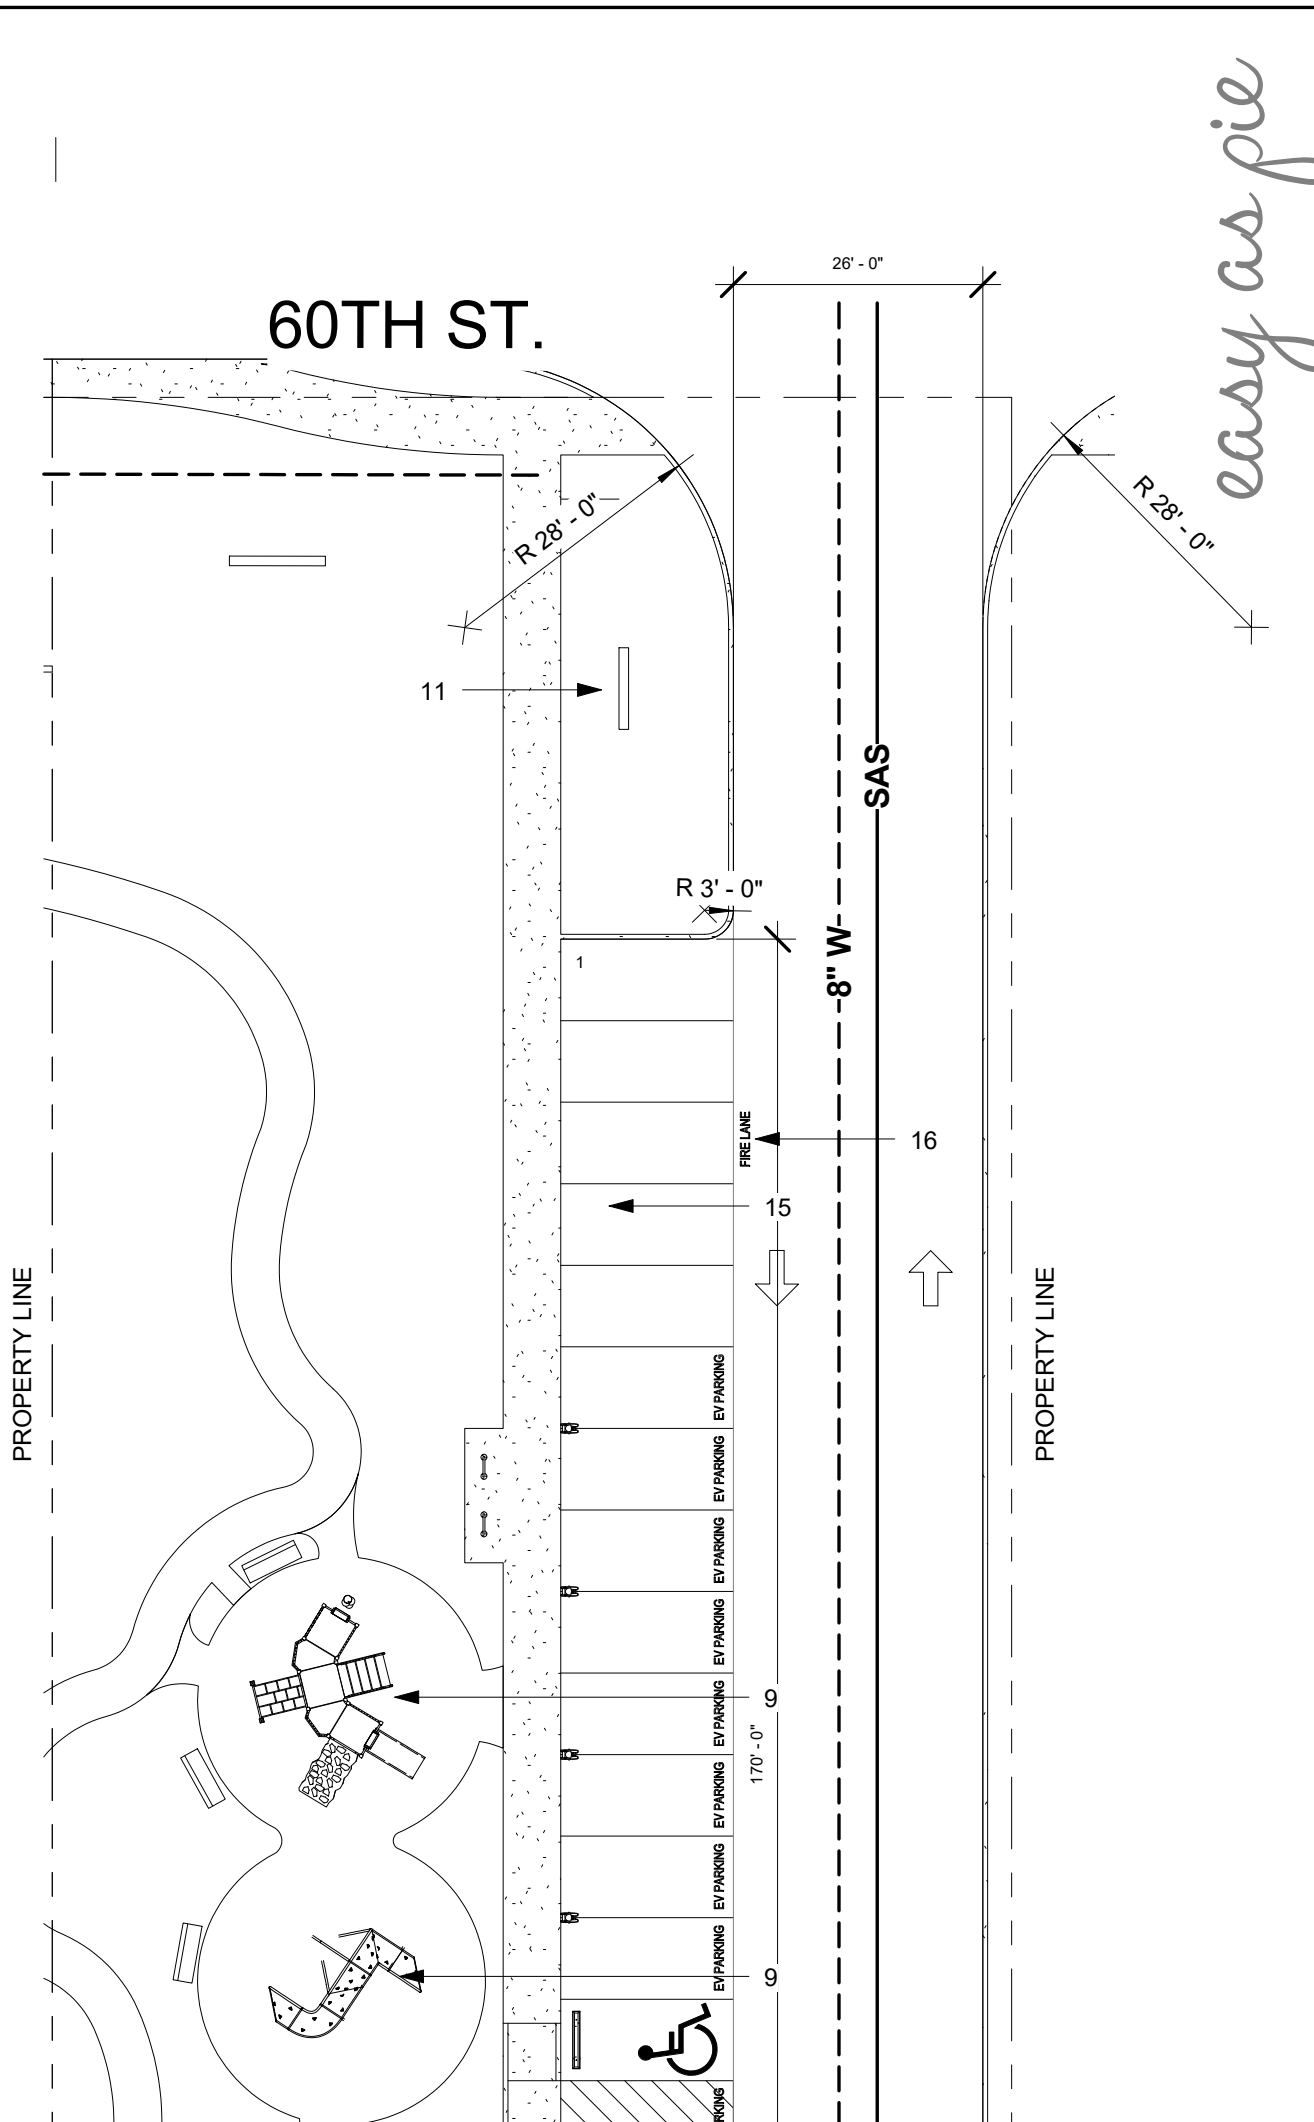 easy as pie
26' - 0"
60TH ST.
R 28' - 0"
R 28' - 0"
11
SAS
R 3' - 0"
8" W
1
FIRE LANE
16
15
PROPERTY LINE
PROPERTY LINE
EV PARKING
EV PARKING
EV PARKING
EV PARKING
EV PARKING
9
170' - 0"
EV PARKING
EV PARKING
EV PARKING
9
RKING